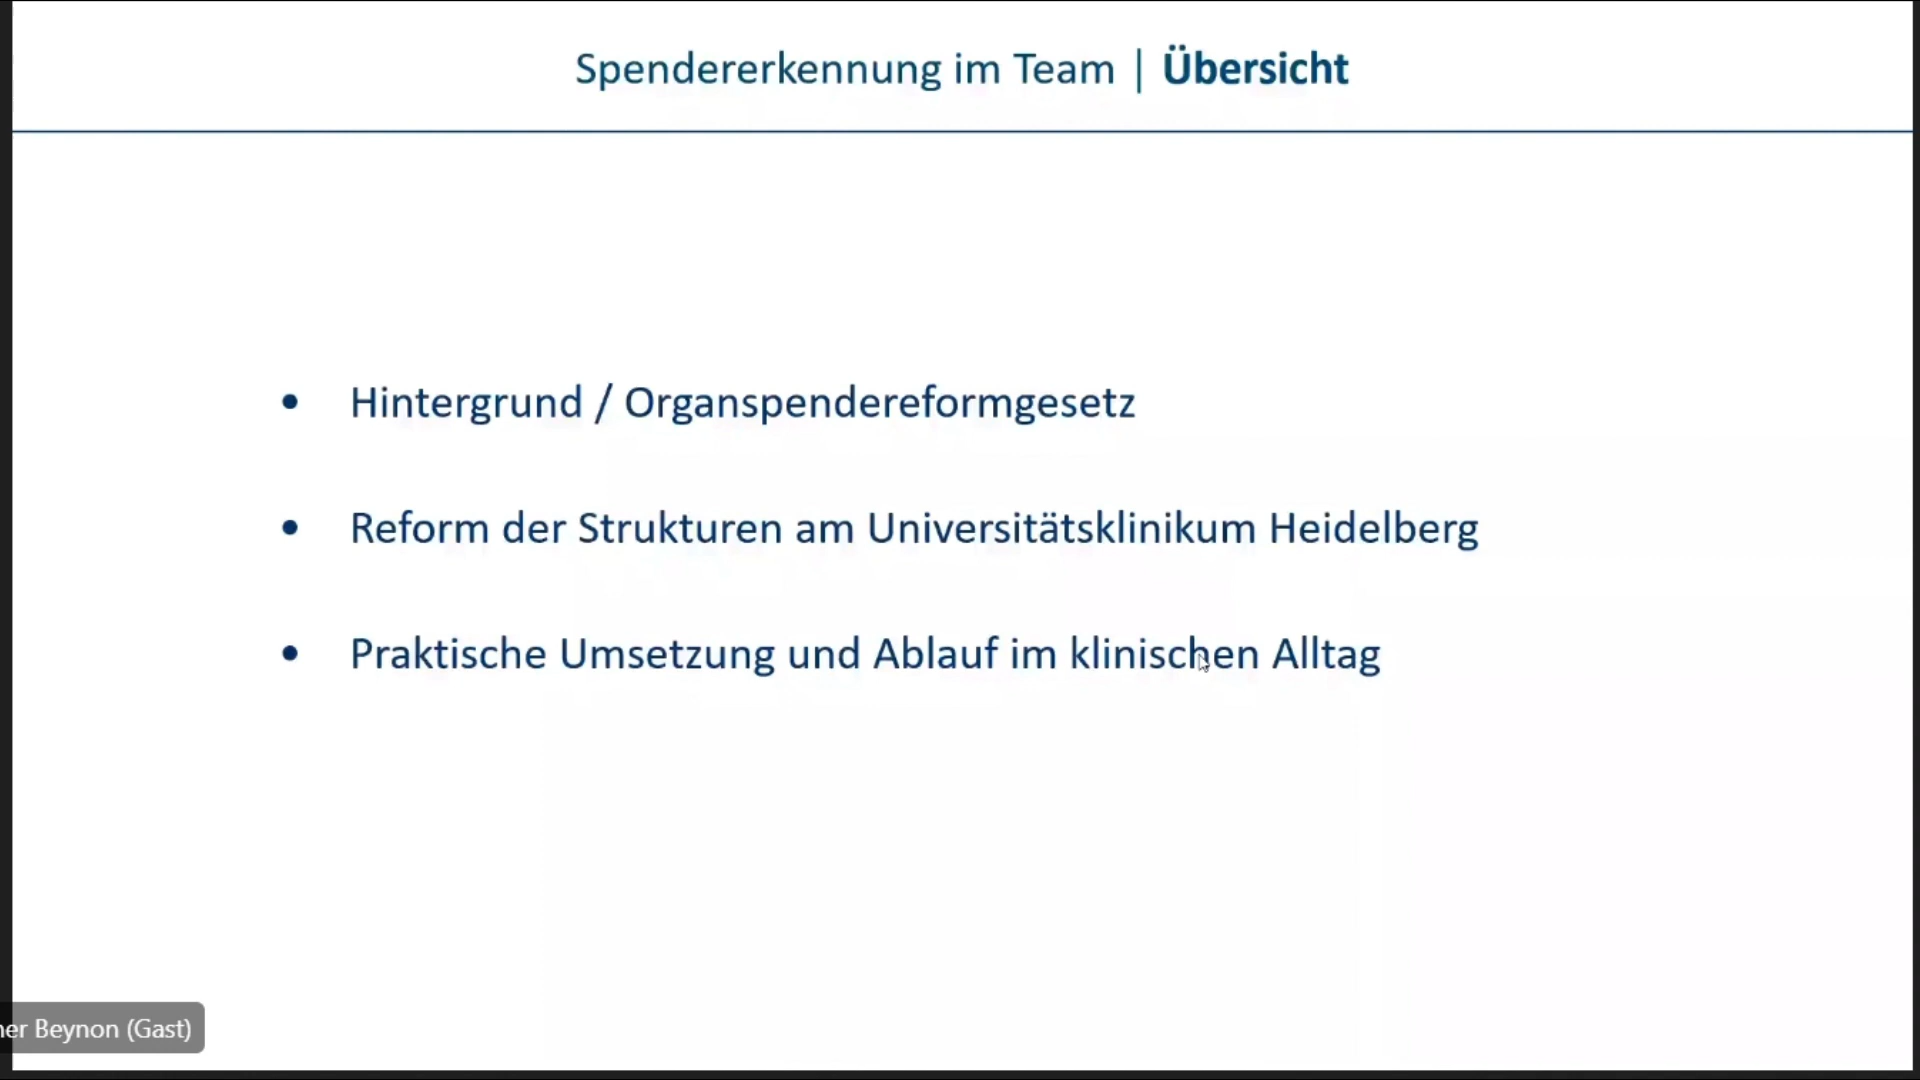 Spendererkennung im Team | Übersicht
• Hintergrund / Organspendereformgesetz
• Reform der Strukturen am Universitätsklinikum Heidelberg
• Praktische Umsetzung und Ablauf im klinischen Alltag
Beynon (Gast)